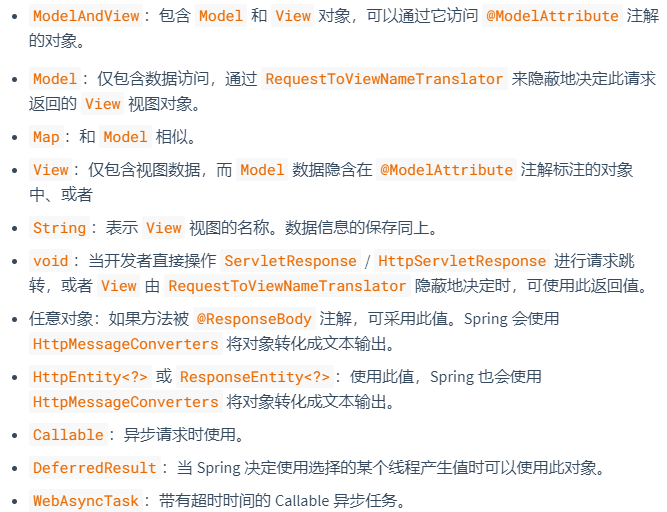 ModelAndView：包含 Model 和 View 对象，可以通过它访问 @ModelAttribute 注解
的对象。
Model：仅包含数据访问，通过 RequestToViewNameTranslator 来隐蔽地决定此请求
返回的 View 视图对象。
Map：和 Model 相似。
View：仅包含视图数据，而 Model 数据隐含在 @ModelAttribute 注解标注的对象
中、或者
String：表示 View 视图的名称。数据信息的保存同上。
void：当开发者直接操作 ServletResponse / HttpServletResponse 进行请求跳
转，或者 View 由 RequestToViewNameTranslator 隐蔽地决定时，可使用此返回值。
任意对象：如果方法被 @ResponseBody 注解，可采用此值。Spring 会使用
HttpMessageConverters 将对象转化成文本输出。
HttpEntity<?> 或 ResponseEntity<?>：使用此值，Spring 也会使用
HttpMessageConverters 将对象转化成文本输出。
Callable：异步请求时使用。
DeferredResult：当 Spring 决定使用选择的某个线程产生值时可以使用此对象。
WebAsyncTask：带有超时时间的 Callable 异步任务。